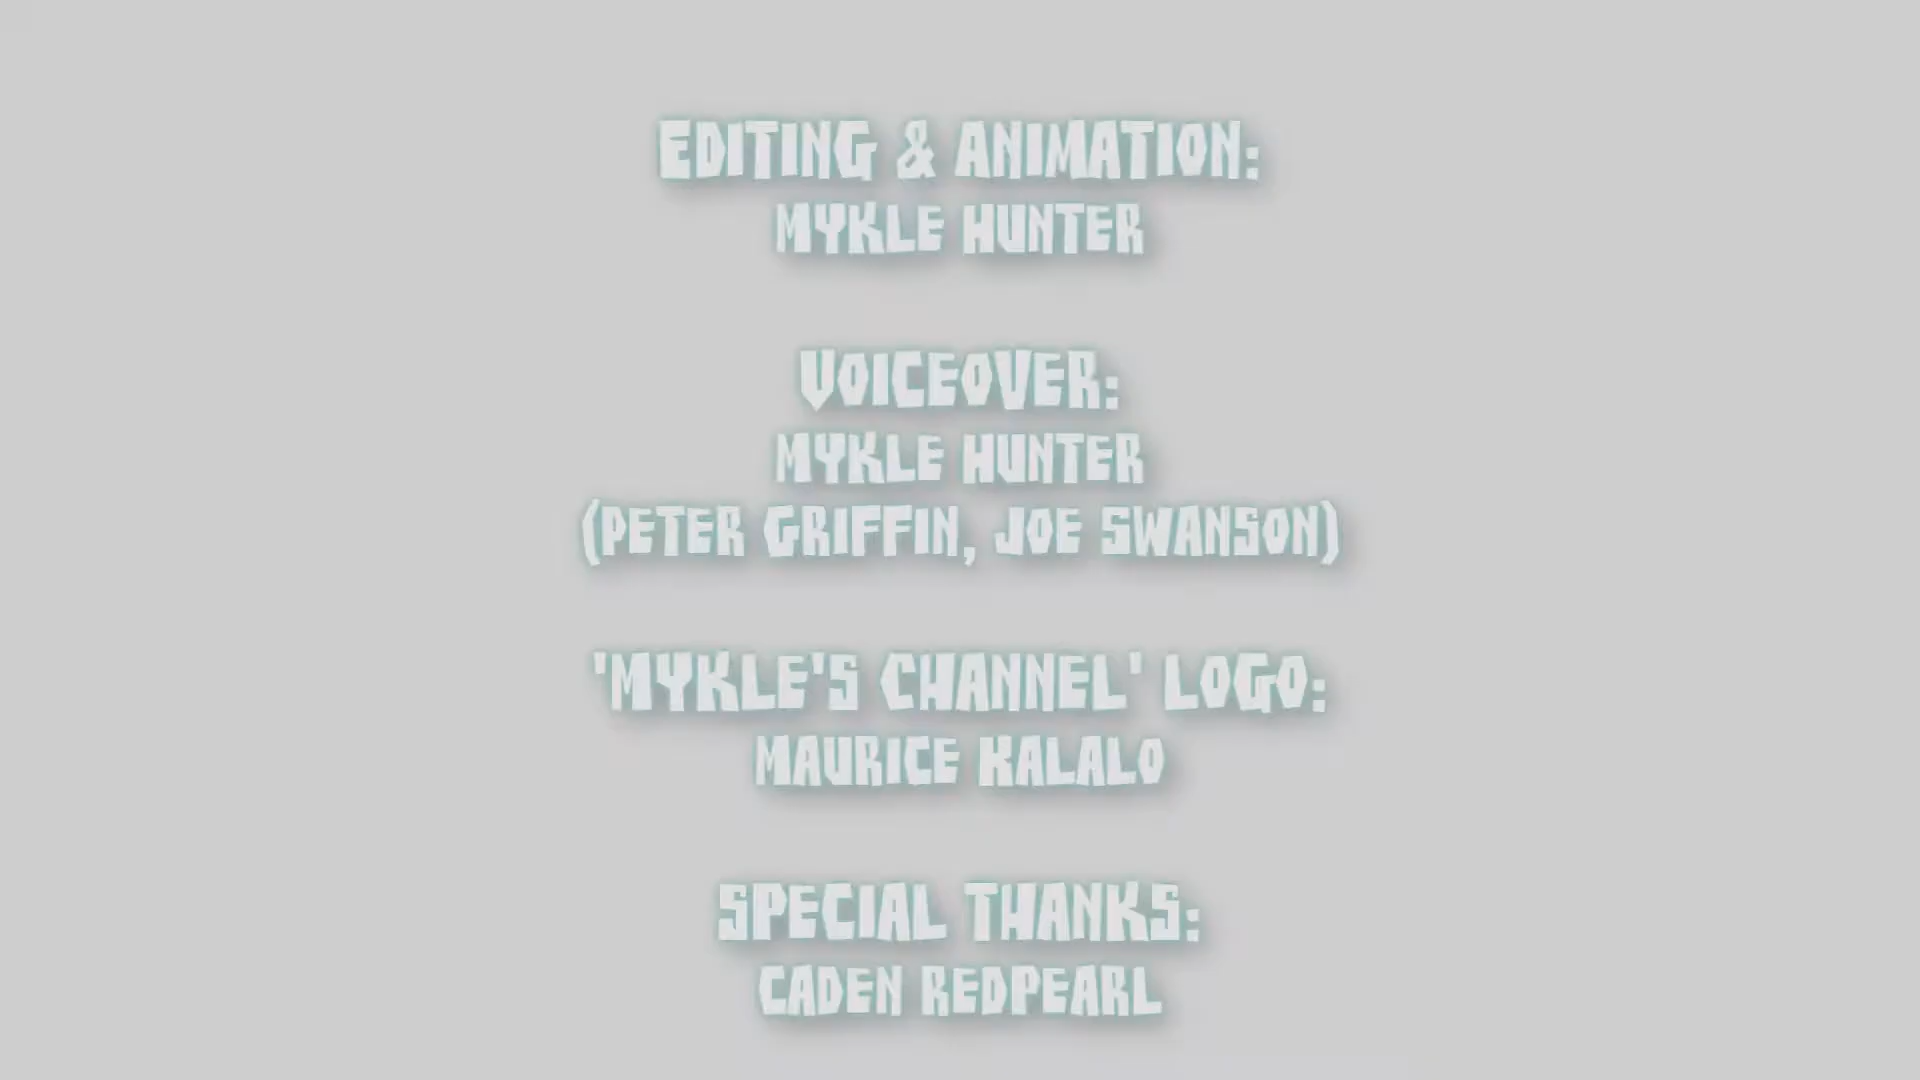 EDITING & ANIMATION:
MYKLE HUNTER
VOICEOVER:
MYKLE HUNTER
(PETER GRIFFIN, JOE SWANSON)
'MYKLE'S CHANNEL' LOGO:
MAURICE KALALO
SPECIAL THANKS:
CADEN REDPEARL